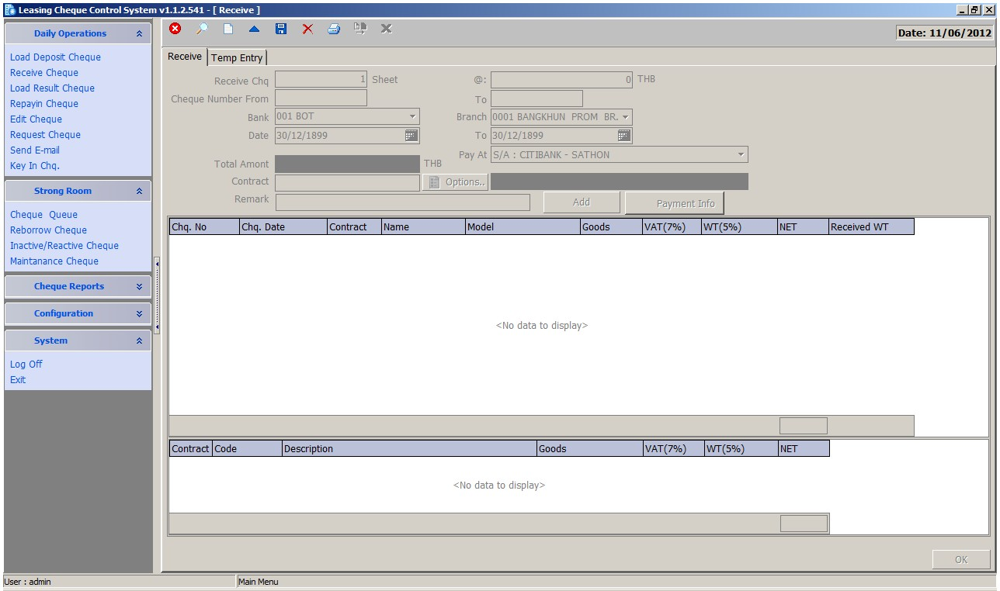 Leasing Cheque Control System v1.1.2.541 - [ Receive ]
Date: 11/06/2012
Daily Operations
Load Deposit Cheque
Receive Cheque
Load Result Cheque
Repayin Cheque
Edit Cheque
Request Cheque
Send E-mail
Key In Chq.
Strong Room
Cheque Queue
Reborrow Cheque
Inactive/Reactive Cheque
Maintanance Cheque
Cheque Reports
Configuration
System
Log Off
Exit
Receive Temp Entry
Receive Chq 1 Sheet @: 0 THB
Cheque Number From To
Bank 001 BOT Branch 0001 BANGKHUN PROM BR.
Date 30/12/1899 To 30/12/1899
Pay At S/A : CITIBANK - SATHON
Total Amont THB
Contract Options..
Remark Add Payment Info
Chq. No Chq. Date Contract Name Model Goods VAT(7%) WT(5%) NET Received WT
<No data to display>
Contract Code Description Goods VAT(7%) WT(5%) NET
<No data to display>
OK
User : admin Main Menu